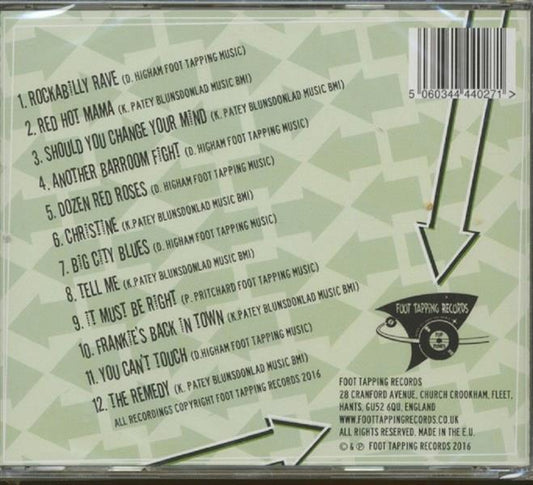 1. ROCKABILLY RAVE (D. HIGHAM FOOT TAPPING MUSIC)
2. RED HOT MAMA (K. PATEY BLUNSDONLAD MUSIC BMI)
3. SHOULD YOU CHANGE YOUR MIND (K. PATEY BLUNSDONLAD MUSIC BMI)
4. ANOTHER BARROOM FIGHT (D. HIGHAM FOOT TAPPING MUSIC)
5. DOZEN RED ROSES (D. HIGHAM FOOT TAPPING MUSIC)
6. CHRISTINE (K.PATEY BLUNSDONLAD MUSIC BMI)
7. BIG CITY BLUES (D. HIGHAM FOOT TAPPING MUSIC)
8. TELL ME (K.PATEY BLUNSDONLAD MUSIC BMI)
9. IT MUST BE RIGHT (P. PRITCHARD FOOT TAPPING MUSIC)
10. FRANKIE'S BACK IN TOWN (K.PATEY BLUNSDONLAD MUSIC BMI)
11. YOU CAN'T TOUCH (D.HIGHAM FOOT TAPPING MUSIC)
12. THE REMEDY (K. PATEY BLUNSDONLAD MUSIC BMI)
ALL RECORDINGS COPYRIGHT FOOT TAPPING RECORDS 2016
5 060344 440271 >
FOOT TAPPING RECORDS
FOOT TAPPING RECORDS
28 CRANFORD AVENUE, CHURCH CROOKHAM, FLEET,
HANTS, GU52 6QU, ENGLAND
WWW.FOOTTAPPINGRECORDS.CO.UK
ALL RIGHTS RESERVED. MADE IN THE E.U.
© & ℗ FOOT TAPPING RECORDS 2016